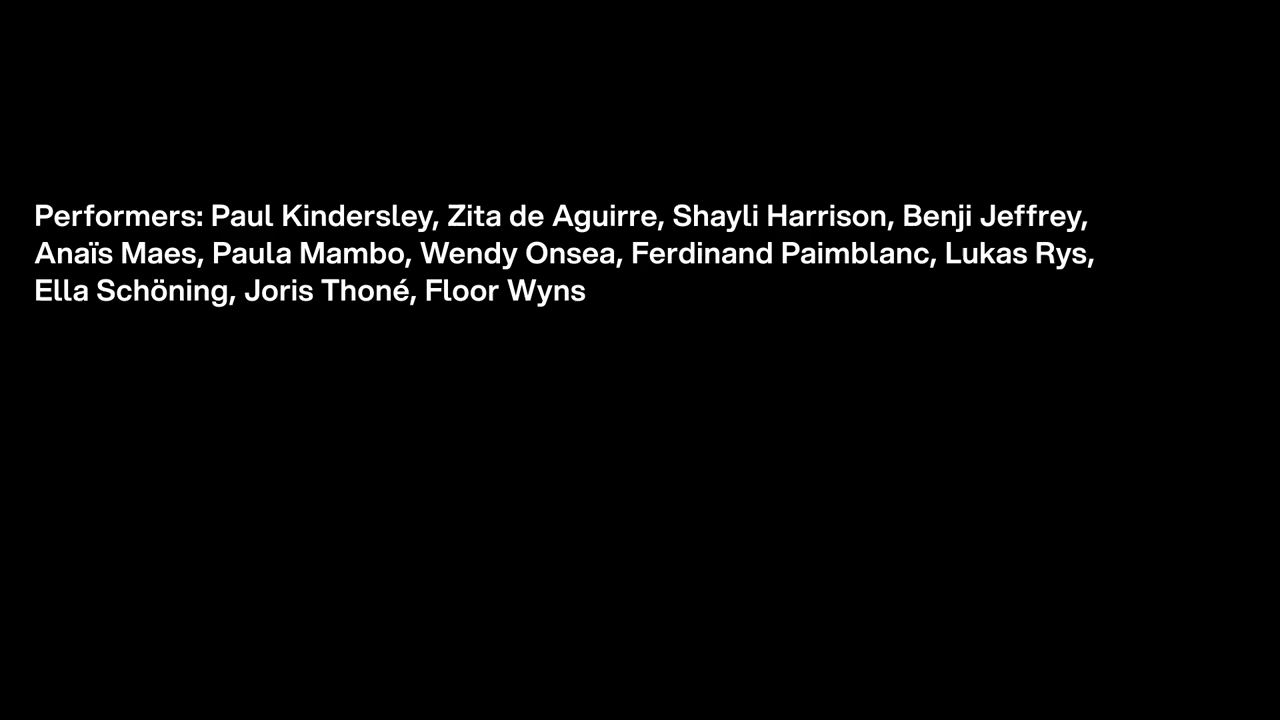 Performers: Paul Kindersley, Zita de Aguirre, Shayli Harrison, Benji Jeffrey,
Anaïs Maes, Paula Mambo, Wendy Onsea, Ferdinand Paimblanc, Lukas Rys,
Ella Schöning, Joris Thoné, Floor Wyns